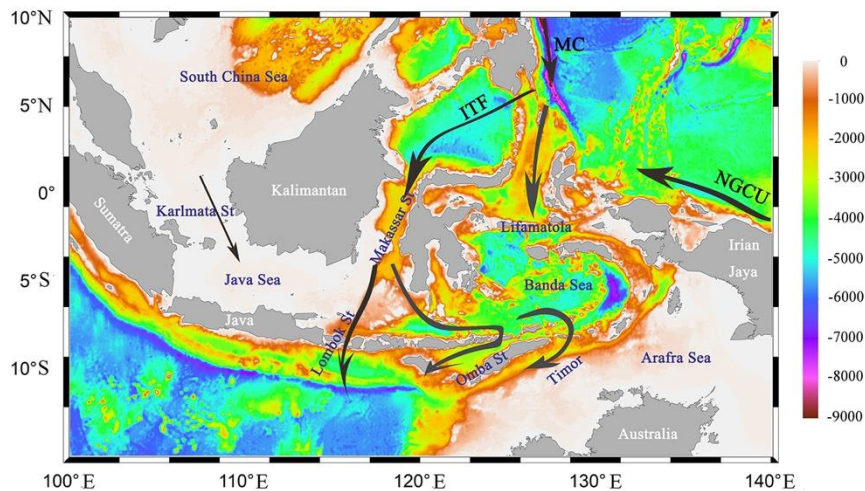 10°N
5°N
0°
5°S
10°S
100°E
110°E
120°E
130°E
140°E
South China Sea
MC
ITF
NGCU
Kalimantan
Sumatra
Karlmata St
Makassar St
Lifamatola
Irian
Jaya
Java Sea
Banda Sea
Java
Lombok St
Omba St
Timor
Arafra Sea
Australia
0
-1000
-2000
-3000
-4000
-5000
-6000
-7000
-8000
-9000